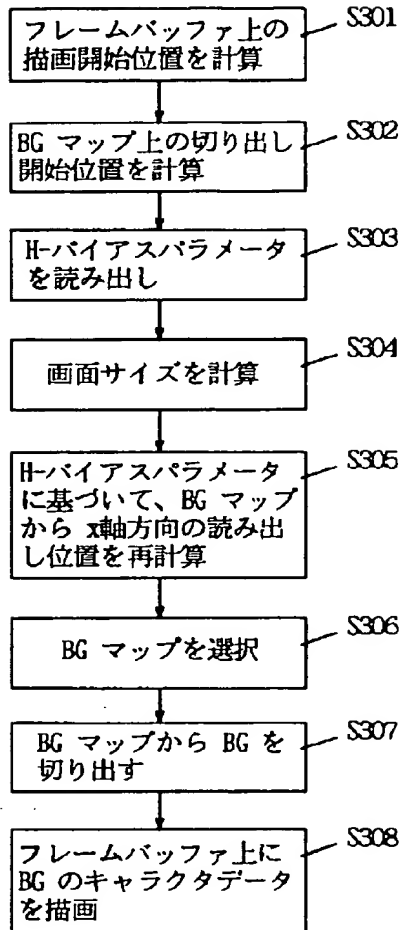 フレームバッファ上の
描画開始位置を計算
S301
BG マップ上の切り出し
開始位置を計算
S302
H-バイアスパラメータ
を読み出し
S303
画面サイズを計算
S304
H-バイアスパラメータ
に基づいて、BG マップ
から x軸方向の読み出
し位置を再計算
S305
BG マップを選択
S306
BG マップから BG を
切り出す
S307
フレームバッファ上に
BG のキャラクタデータ
を描画
S308